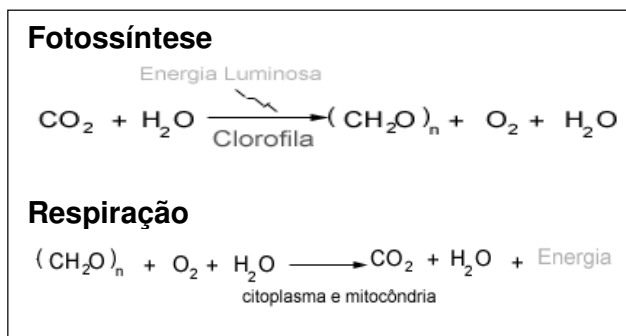 Fotossíntese
Energia Luminosa
CO₂ + H₂O ⟶ (CH₂O)ₙ + O₂ + H₂O
Clorofila
Respiração
(CH₂O)ₙ + O₂ + H₂O ⟶ CO₂ + H₂O + Energia
citoplasma e mitocôndria